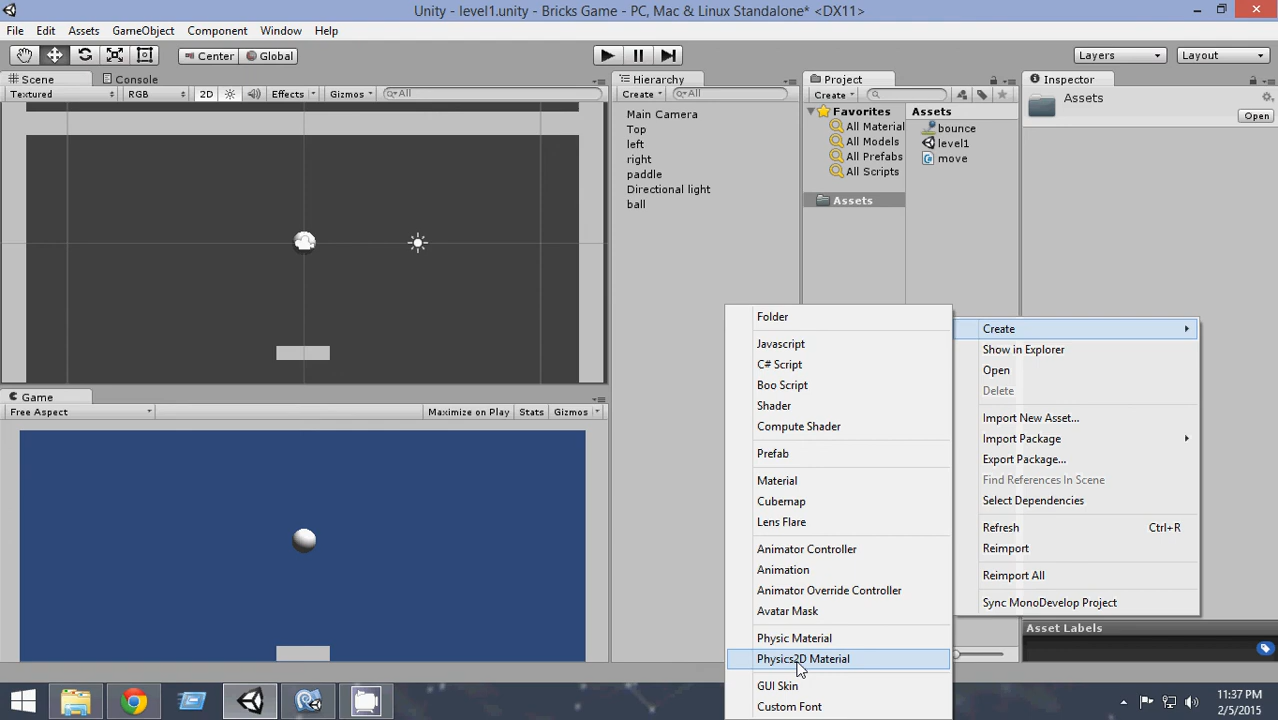 Unity - level1.unity - Bricks Game - PC, Mac & Linux Standalone* <DX11>
File Edit Assets GameObject Component Window Help
Center Global Layers Layout
Scene Console
Textured RGB 2D Effects Gizmos All
Hierarchy
Create All
Main Camera
Top
left
right
paddle
Directional light
ball
Project
Create
Favorites
All Material
All Models
All Prefabs
All Scripts
Assets
Assets
bounce
level1
move
Inspector
Assets
Open
Game
Free Aspect Maximize on Play Stats Gizmos
Folder
Javascript
C# Script
Boo Script
Shader
Compute Shader
Prefab
Material
Cubemap
Lens Flare
Animator Controller
Animation
Animator Override Controller
Avatar Mask
Physic Material
Physics2D Material
GUI Skin
Custom Font
Create
Show in Explorer
Open
Delete
Import New Asset...
Import Package
Export Package...
Find References In Scene
Select Dependencies
Refresh Ctrl+R
Reimport
Reimport All
Sync MonoDevelop Project
Asset Labels
11:37 PM
2/5/2015